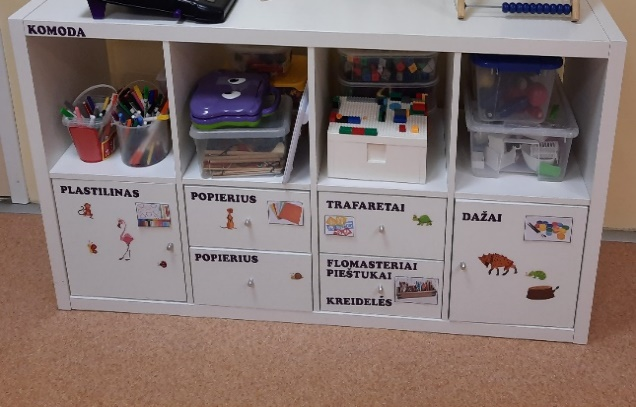 KOMODA
PLASTILINAS
POPIERIUS
TRAFARETAI
DAŽAI
POPIERIUS
FLOMASTERIAI
PIEŠTUKAI
KREIDELĖS